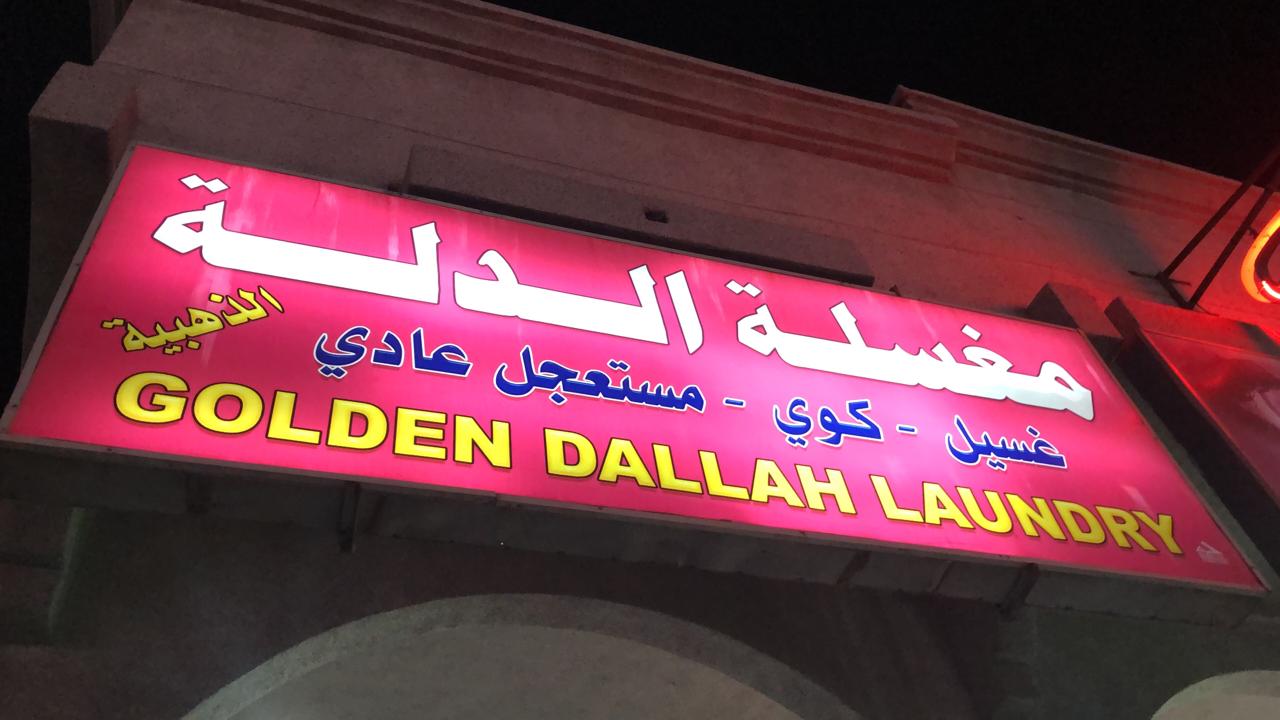 مغسلة الدلة
الذهبية
غسيل - كوي - مستعجل عادي
GOLDEN DALLAH LAUNDRY